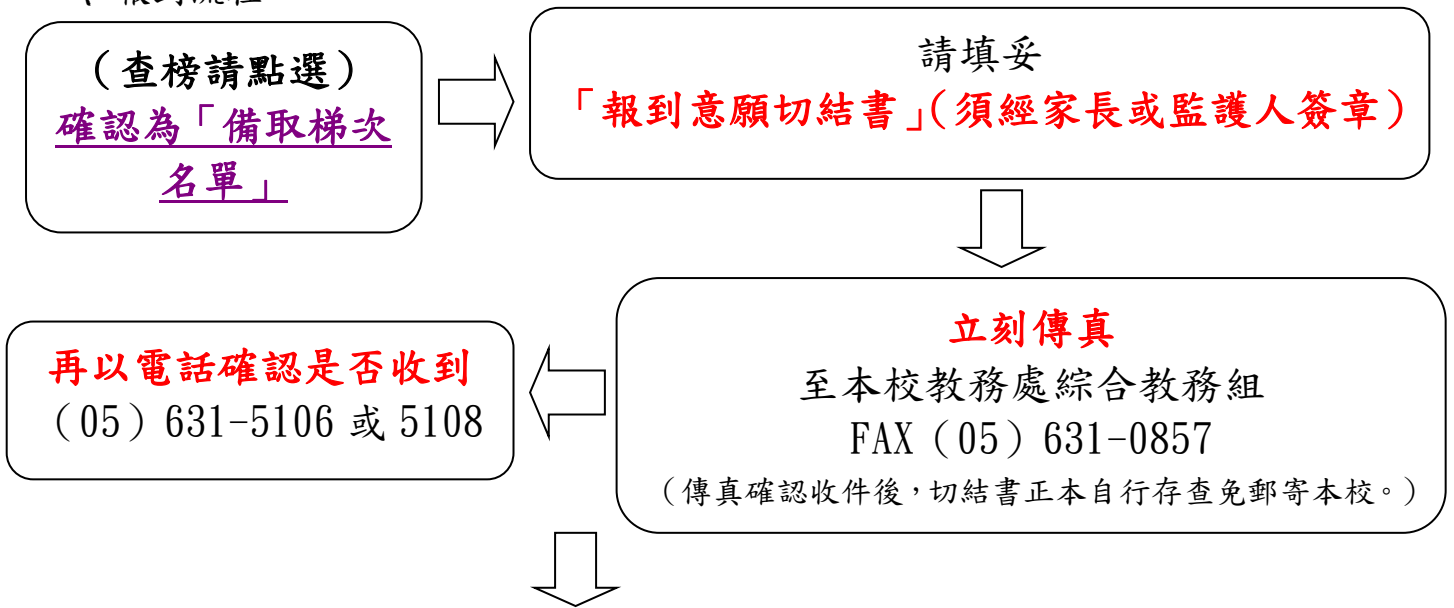 報到流程
(查榜請點選)
確認為「備取梯次
名單」
請填妥
「報到意願切結書」(須經家長或監護人簽章)
立刻傳真
至本校教務處綜合教務組
FAX(05)631-0857
(傳真確認收件後,切結書正本自行存查免郵寄本校。)
再以電話確認是否收到
(05)631-5106 或 5108